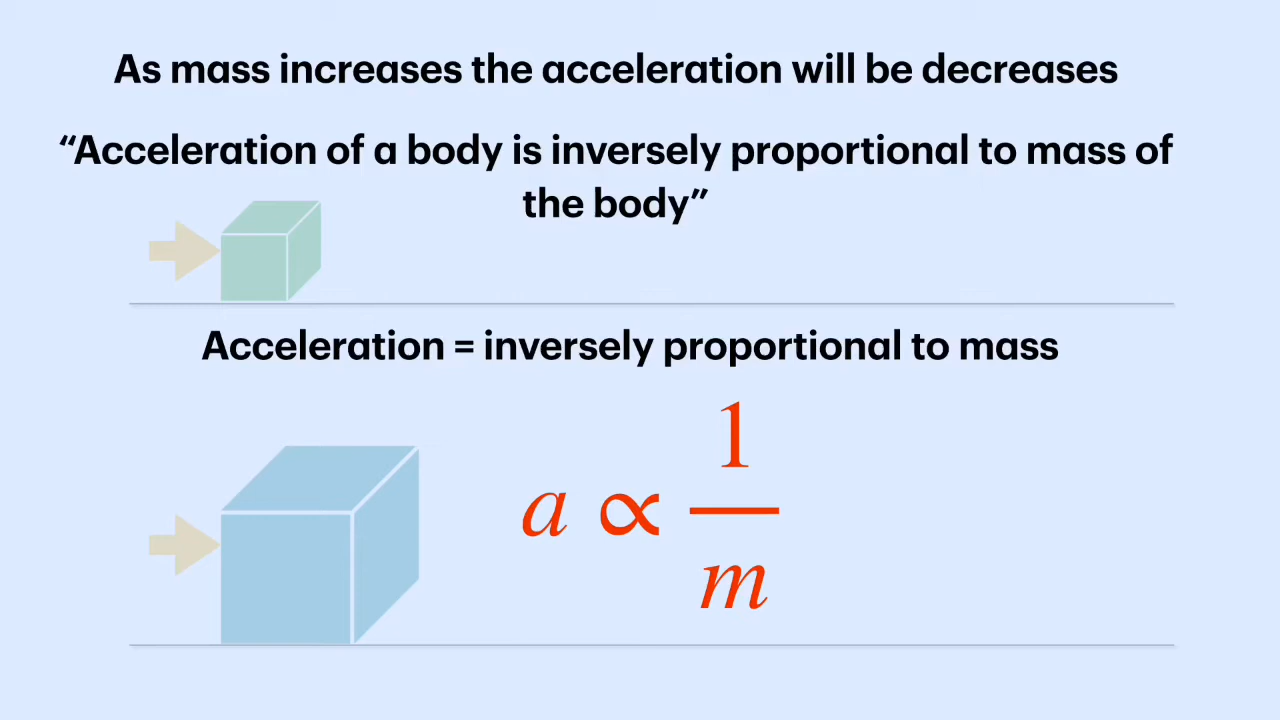 As mass increases the acceleration will be decreases
“Acceleration of a body is inversely proportional to mass of
the body”
Acceleration = inversely proportional to mass
a ∝ 1/m